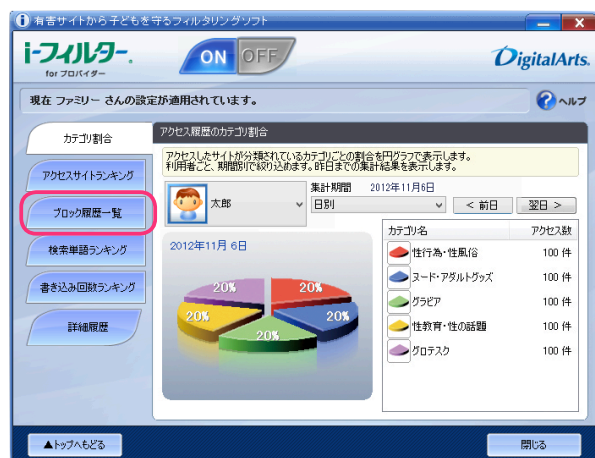 有害サイトから子どもを守るフィルタリングソフト
i-フィルター.
for プロバイダー
ON OFF
DigitalArts.
現在 ファミリー さんの設定が適用されています。
ヘルプ
カテゴリ割合
アクセスサイトランキング
ブロック履歴一覧
検索単語ランキング
書き込み回数ランキング
詳細履歴
アクセス履歴のカテゴリ割合
アクセスしたサイトが分類されているカテゴリごとの割合を円グラフで表示します。
利用者ごと、期間別で絞り込めます。昨日までの集計結果を表示します。
太郎
集計期間 2012年11月6日
日別
< 前日 翌日 >
2012年11月 6日
20%
20%
20%
20%
20%
カテゴリ名 アクセス数
性行為・性風俗 100 件
ヌード・アダルトグッズ 100 件
グラビア 100 件
性教育・性の話題 100 件
グロテスク 100 件
▲トップへもどる
閉じる